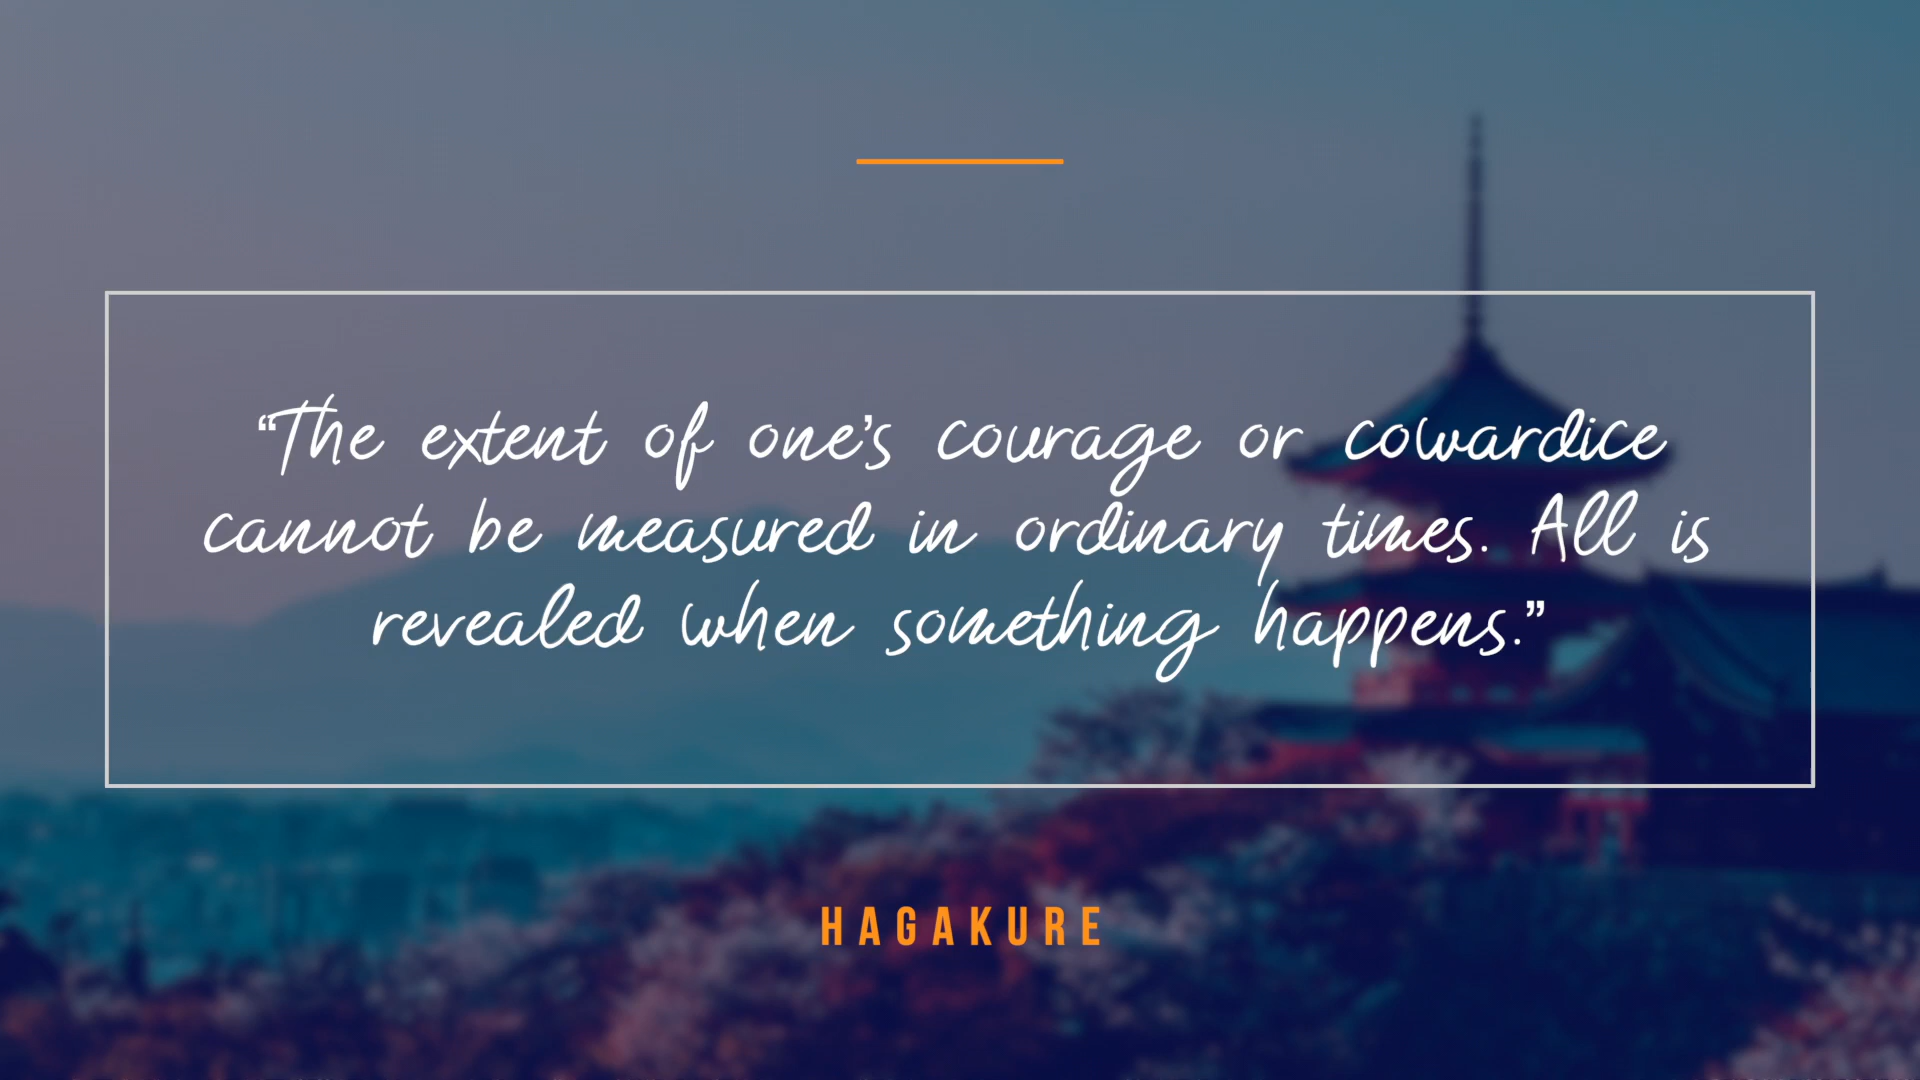 “The extent of one’s courage or cowardice
cannot be measured in ordinary times. All is
revealed when something happens.”
HAGAKURE